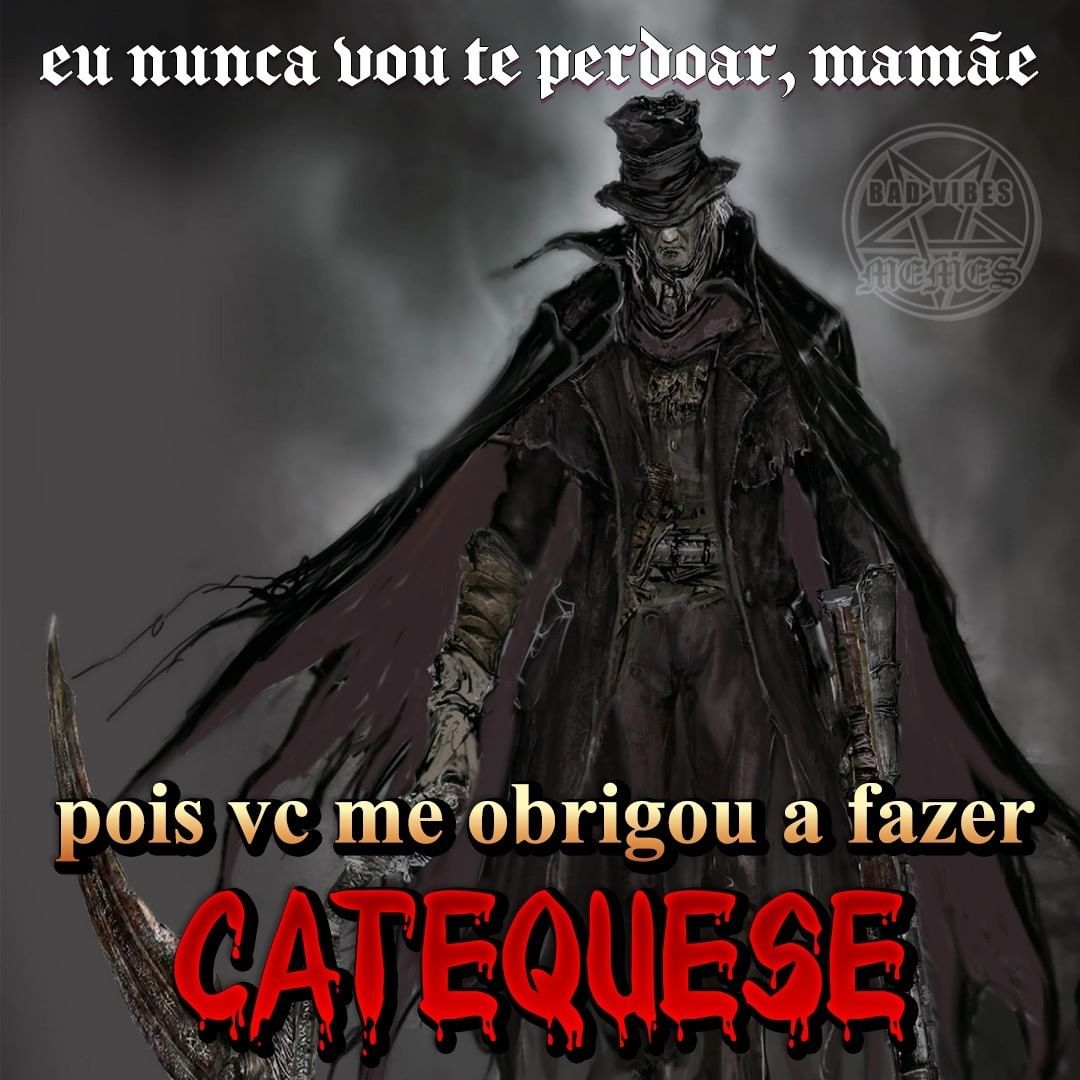 eu nunca vou te perdoar, mamãe
BAD VIBES
MEMES
pois vc me obrigou a fazer
CATEQUESE